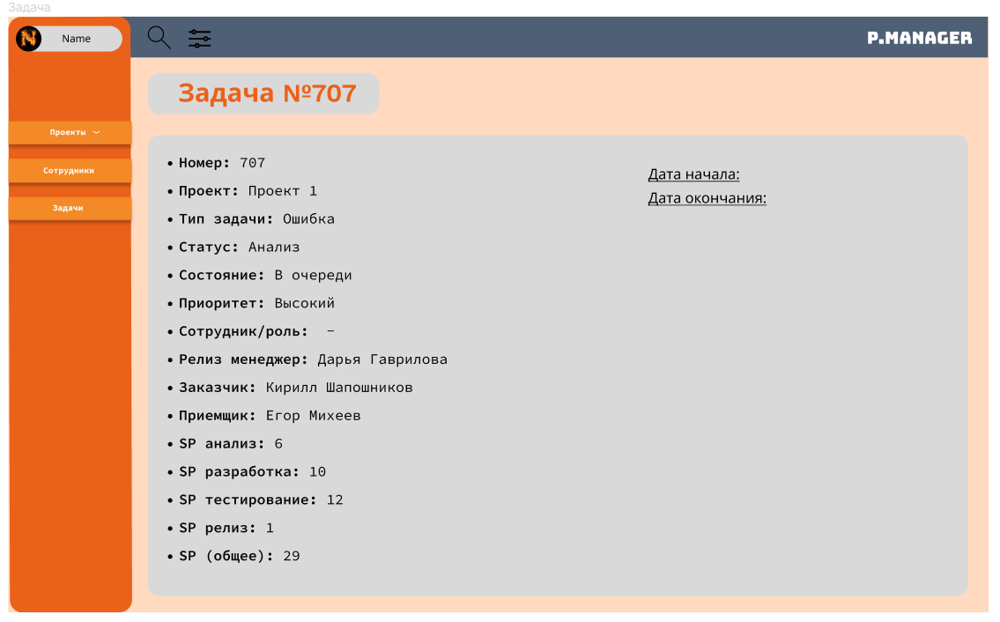 Задача
Name
P.MANAGER
Проекты
Сотрудники
Задачи
Задача №707
• Номер: 707
• Проект: Проект 1
• Тип задачи: Ошибка
• Статус: Анализ
• Состояние: В очереди
• Приоритет: Высокий
• Сотрудник/роль: –
• Релиз менеджер: Дарья Гаврилова
• Заказчик: Кирилл Шапошников
• Приемщик: Егор Михеев
• SP анализ: 6
• SP разработка: 10
• SP тестирование: 12
• SP релиз: 1
• SP (общее): 29
Дата начала:
Дата окончания: